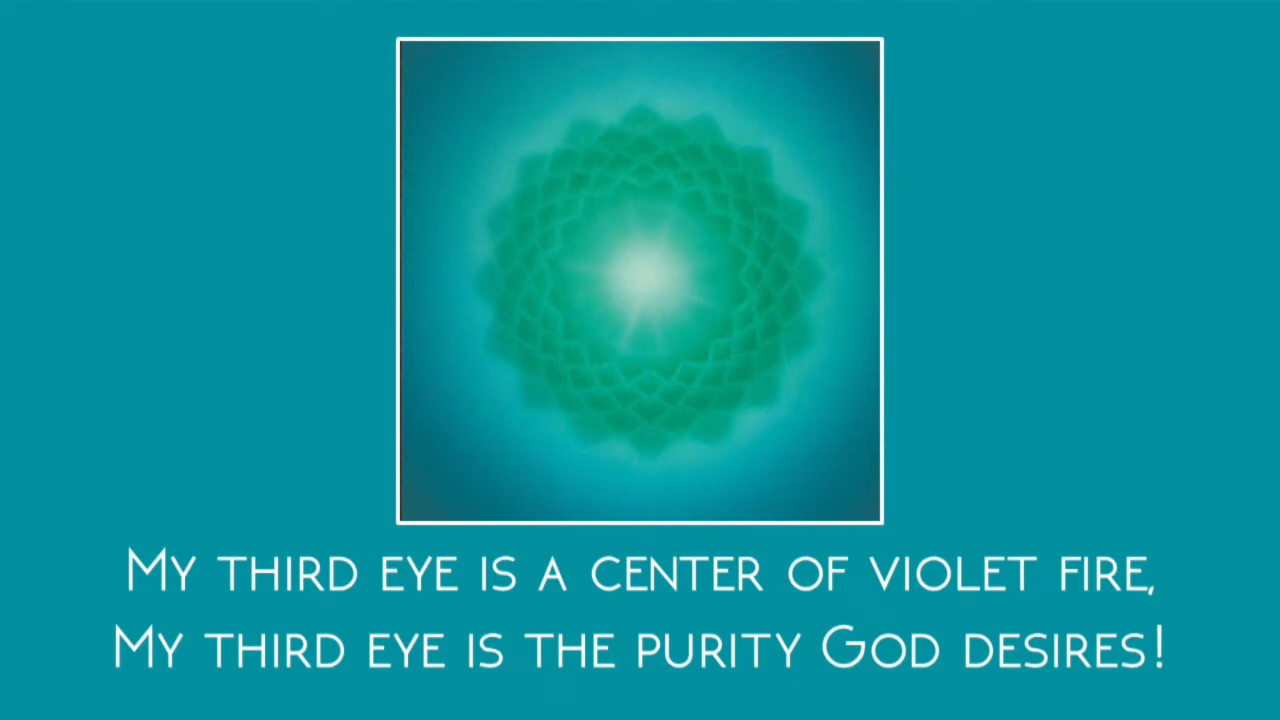 My third eye is a center of violet fire,
My third eye is the purity God desires!